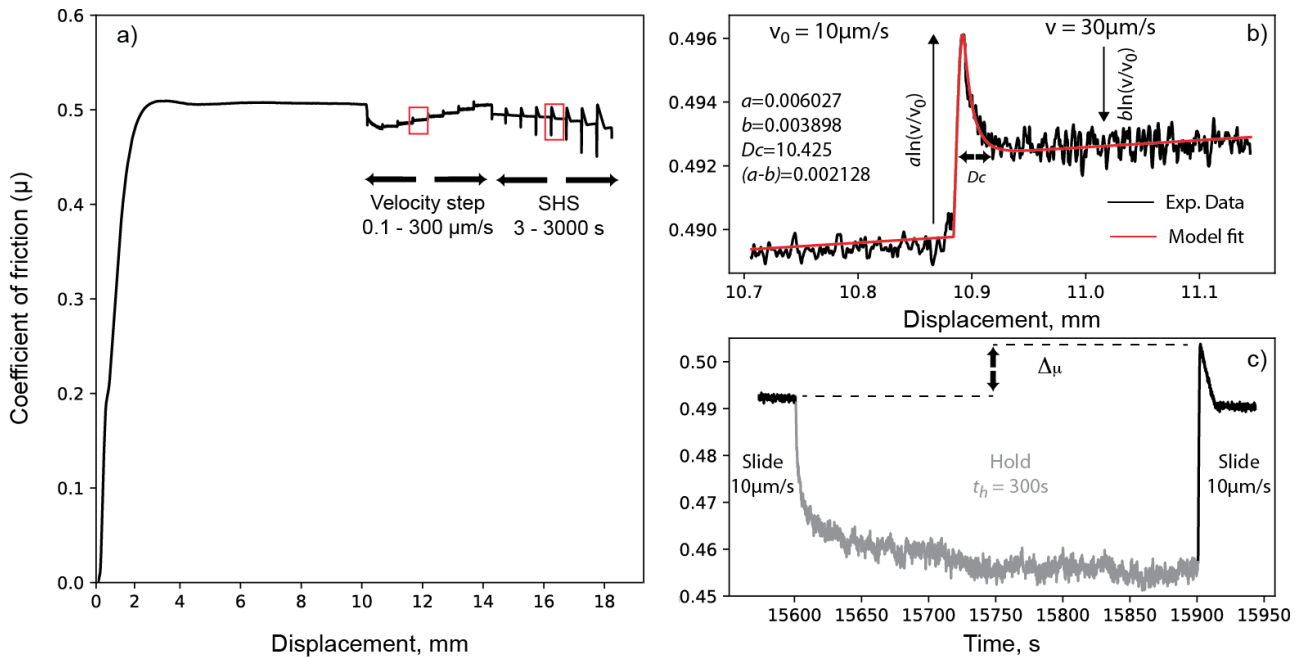 a)
Coefficient of friction (μ)
0.6
0.5
0.4
0.3
0.2
0.1
0.0
Velocity step
0.1 - 300 μm/s
SHS
3 - 3000 s
0 2 4 6 8 10 12 14 16 18
Displacement, mm
b)
v₀ = 10μm/s
v = 30μm/s
0.496
0.494
0.492
0.490
a=0.006027
b=0.003898
Dc=10.425
(a-b)=0.002128
aln(v/v₀)
bln(v/v₀)
Dc
Exp. Data
Model fit
10.7 10.8 10.9 11.0 11.1
Displacement, mm
c)
0.50
0.49
0.48
0.47
0.46
0.45
Δμ
Slide
10μm/s
Hold
tₕ = 300s
Slide
10μm/s
15600 15650 15700 15750 15800 15850 15900 15950
Time, s